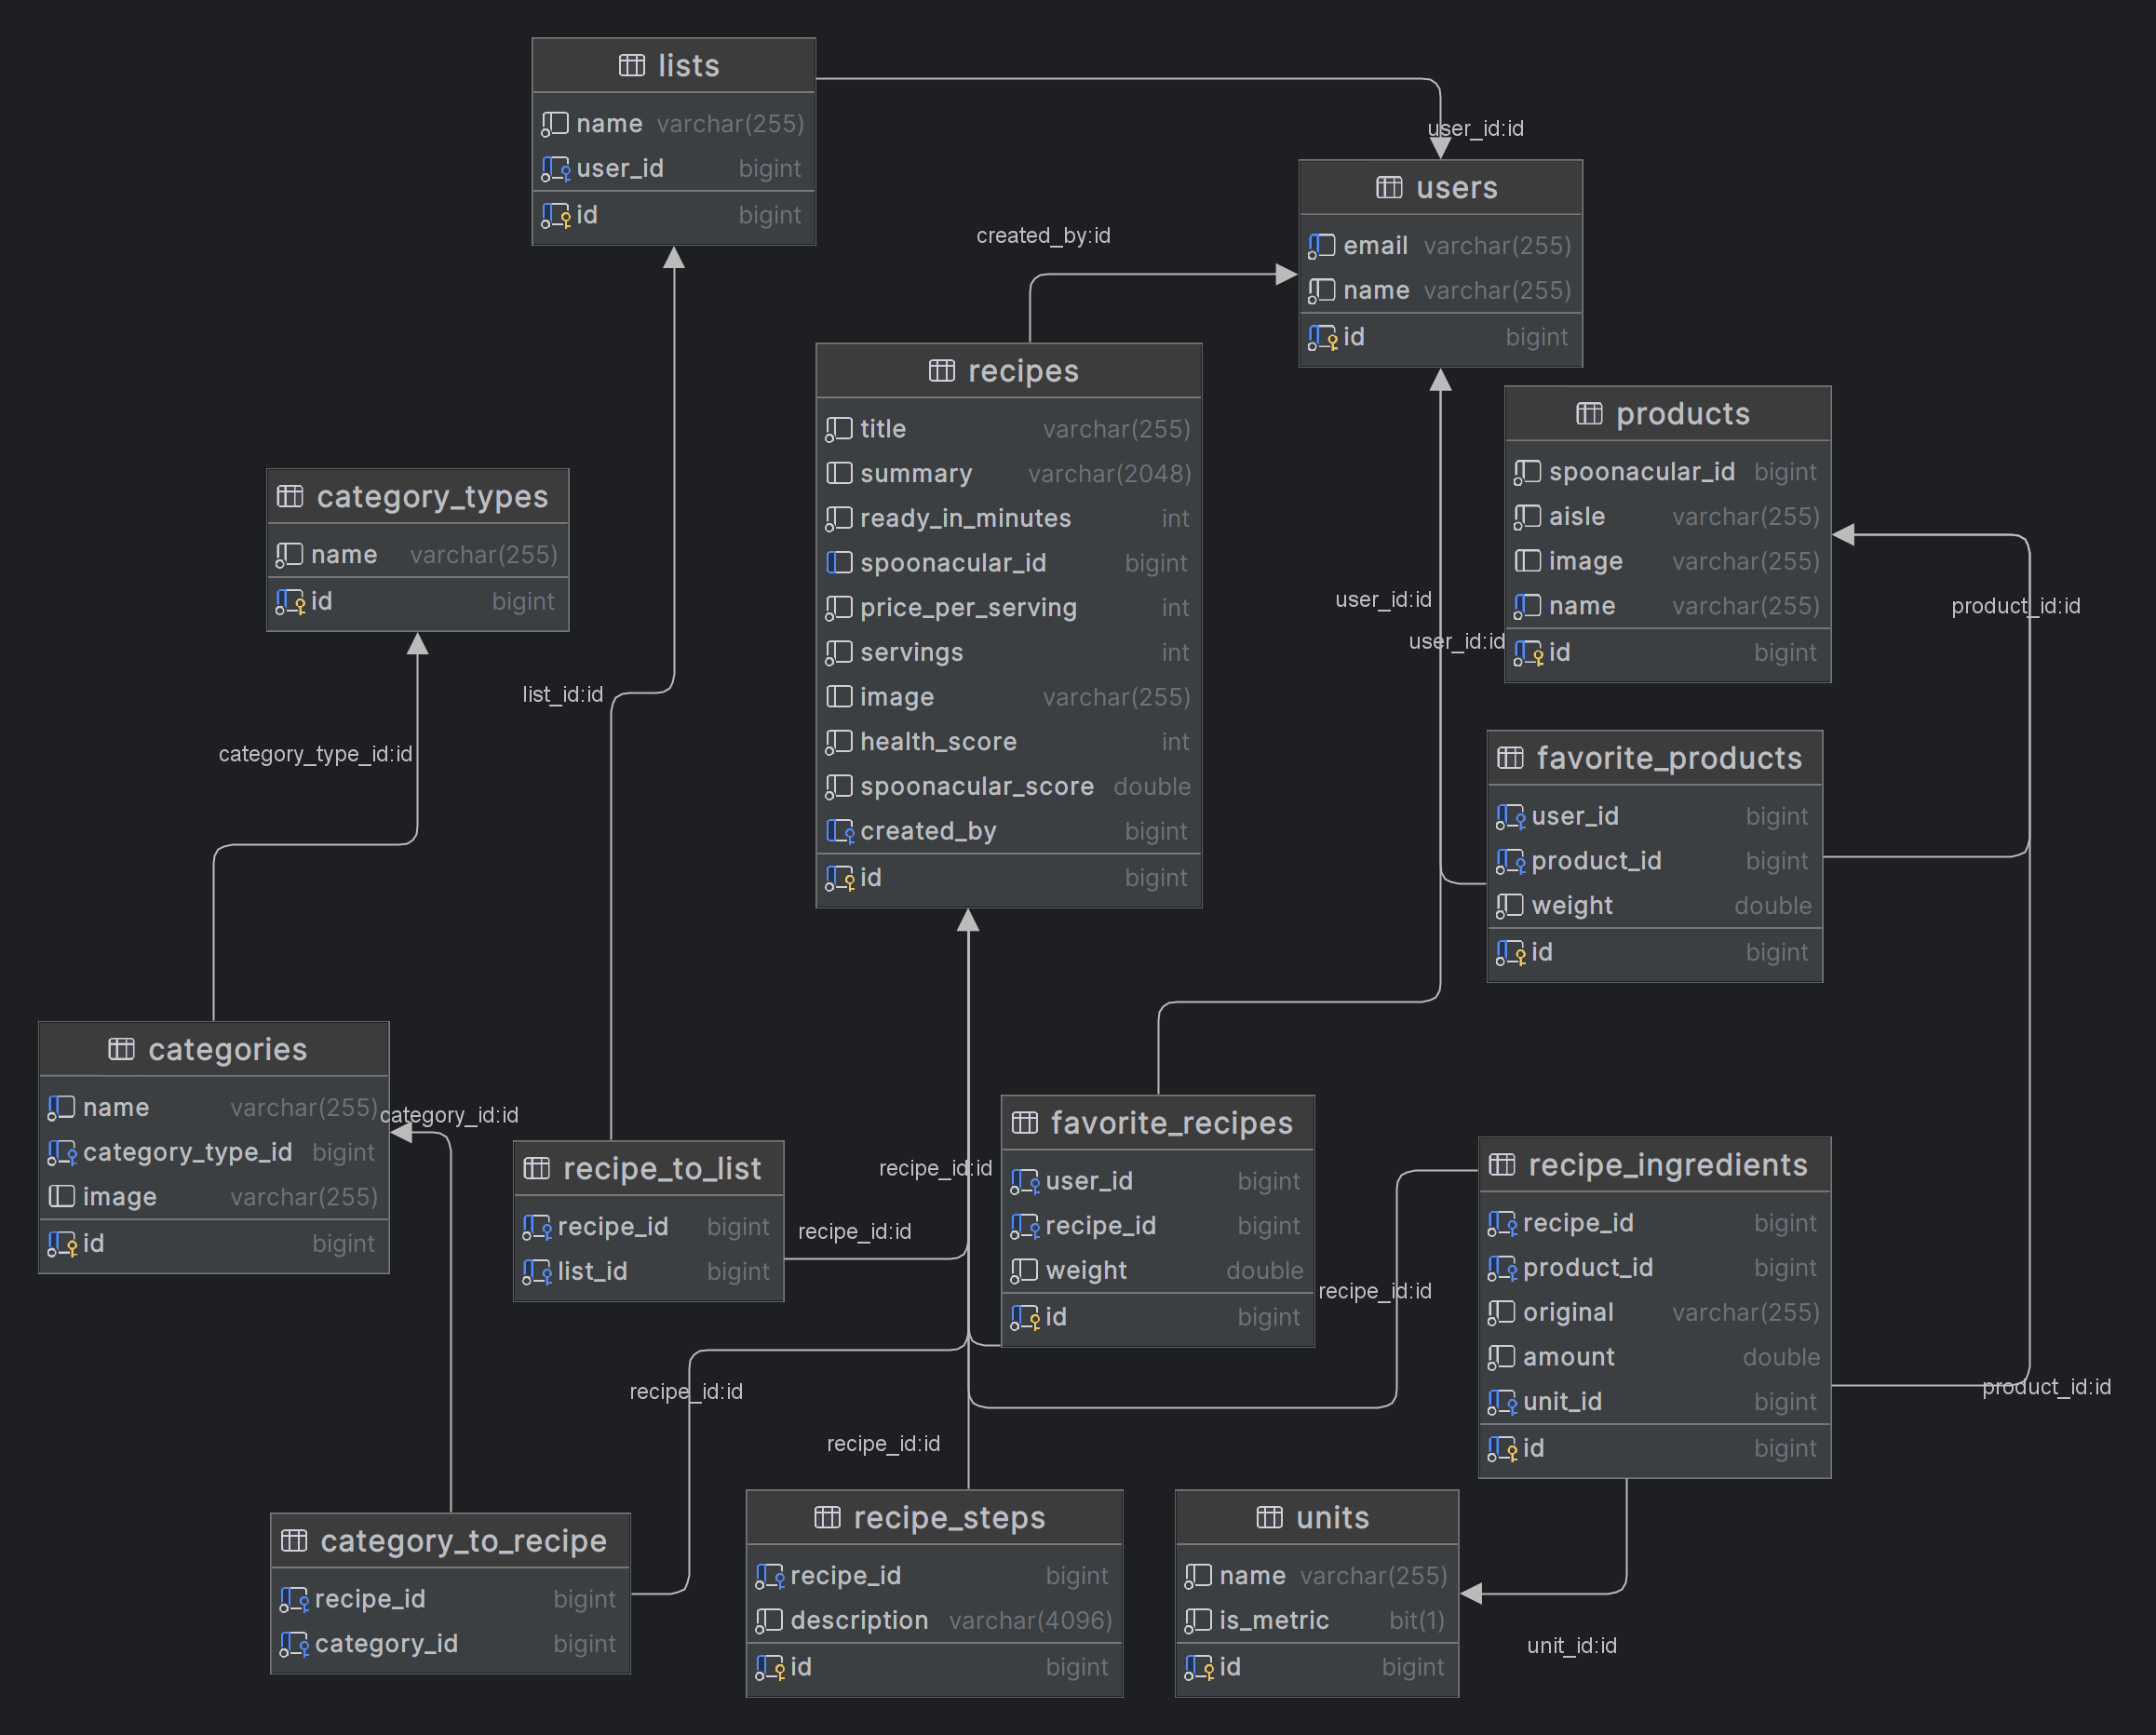 lists
name varchar(255)
user_id bigint
id bigint
user_id:id
users
email varchar(255)
name varchar(255)
id bigint
created_by:id
recipes
title varchar(255)
summary varchar(2048)
ready_in_minutes int
spoonacular_id bigint
price_per_serving int
servings int
image varchar(255)
health_score int
spoonacular_score double
created_by bigint
id bigint
products
spoonacular_id bigint
aisle varchar(255)
image varchar(255)
name varchar(255)
id bigint
category_types
name varchar(255)
id bigint
user_id:id
user_id:id
product_id:id
list_id:id
category_type_id:id
favorite_products
user_id bigint
product_id bigint
weight double
id bigint
categories
name varchar(255)
category_type_id bigint
image varchar(255)
id bigint
category_id:id
recipe_to_list
recipe_id bigint
list_id bigint
recipe_id:id
recipe_id:id
favorite_recipes
user_id bigint
recipe_id bigint
weight double
id bigint
recipe_id:id
recipe_ingredients
recipe_id bigint
product_id bigint
original varchar(255)
amount double
unit_id bigint
id bigint
product_id:id
recipe_id:id
recipe_id:id
category_to_recipe
recipe_id bigint
category_id bigint
recipe_steps
recipe_id bigint
description varchar(4096)
id bigint
units
name varchar(255)
is_metric bit(1)
id bigint
unit_id:id